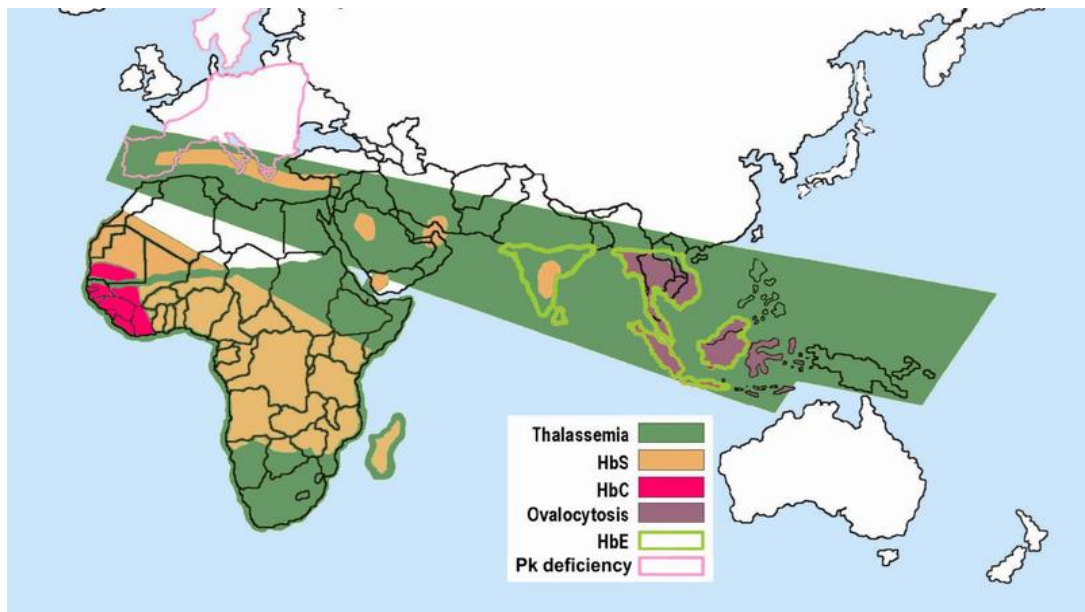 Thalassemia
HbS
HbC
Ovalocytosis
HbE
Pk deficiency